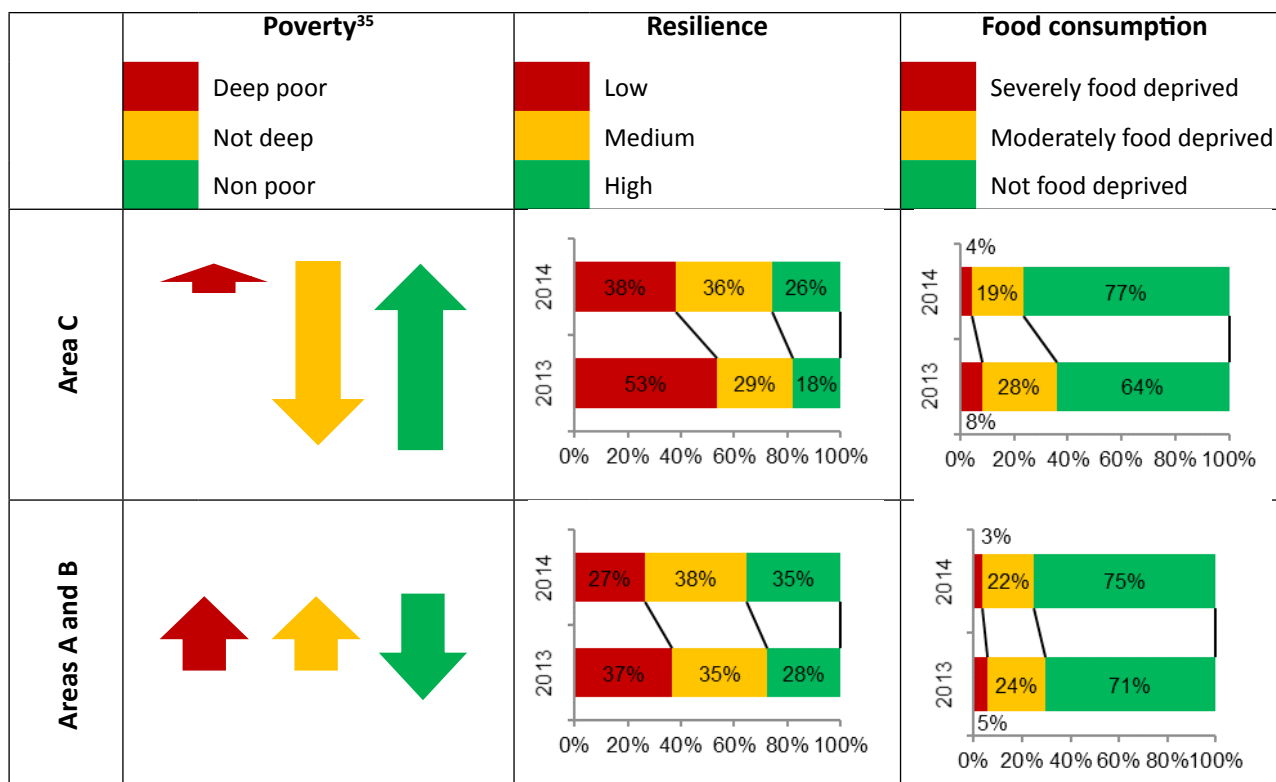 Poverty35
Resilience
Food consumption
Deep poor
Low
Severely food deprived
Not deep
Medium
Moderately food deprived
Non poor
High
Not food deprived
Area C
2014
38% 36% 26%
2013
53% 29% 18%
0% 20% 40% 60% 80% 100%
4%
2014
19% 77%
2013
28% 64%
8%
0% 20% 40% 60% 80% 100%
Areas A and B
2014
27% 38% 35%
2013
37% 35% 28%
0% 20% 40% 60% 80% 100%
3%
2014
22% 75%
2013
24% 71%
5%
0% 20% 40% 60% 80% 100%